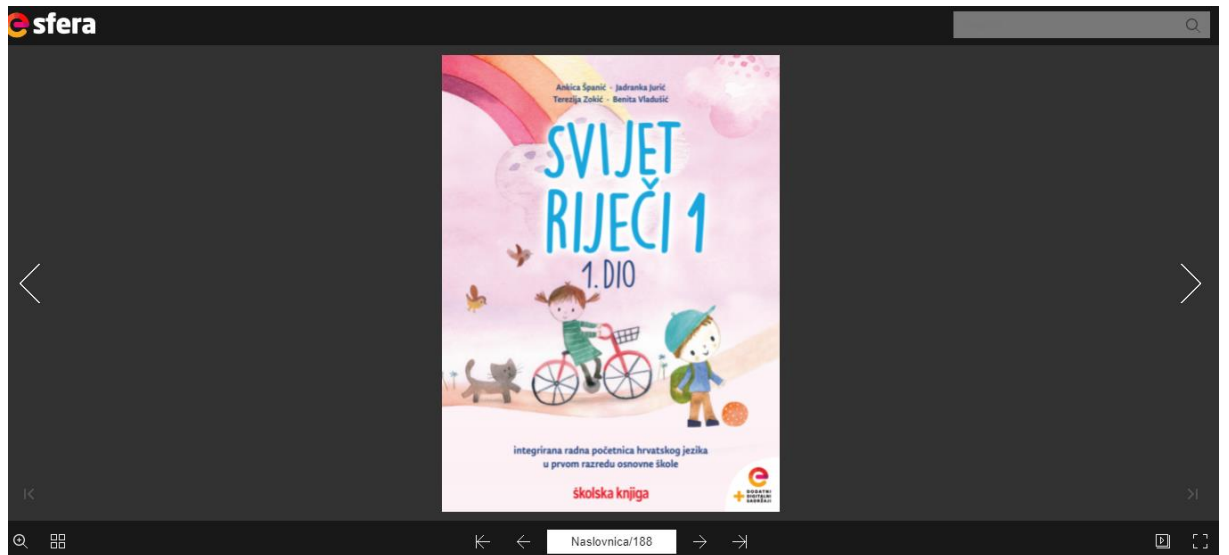 e sfera
Ankica Španić - Jadranka Jurić
Terezija Zokić - Benita Vladušić
SVIJET
RIJEČI 1
1. DIO
integrirana radna početnica hrvatskog jezika
u prvom razredu osnovne škole
školska knjiga
e
+ DODATNI
DIGITALNI
SADRŽAJI
Naslovnica/188